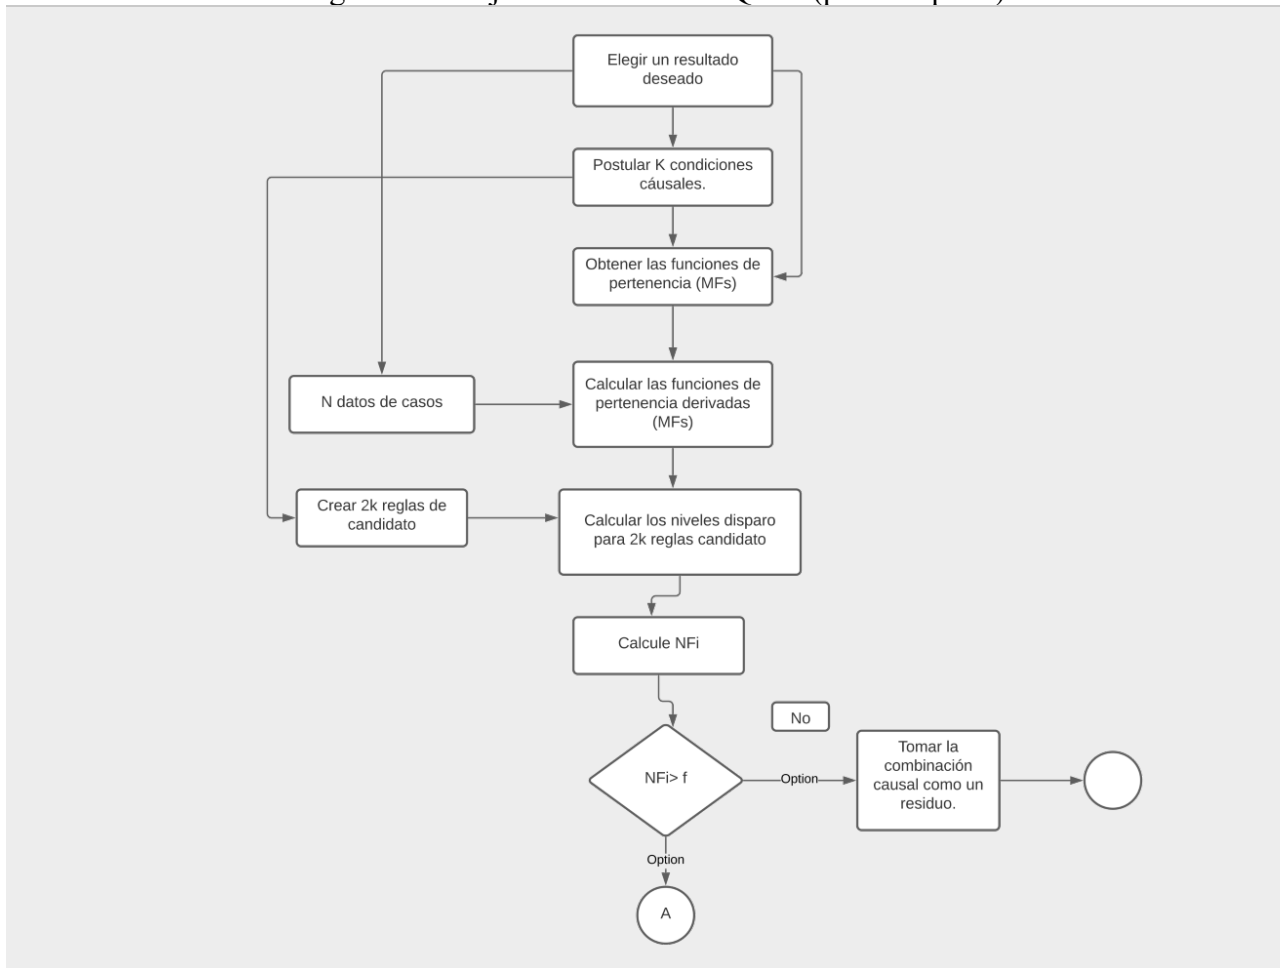 Elegir un resultado
deseado
Postular K condiciones
cáusales.
Obtener las funciones de
pertenencia (MFs)
N datos de casos
Calcular las funciones de
pertenencia derivadas
(MFs)
Crear 2k reglas de
candidato
Calcular los niveles disparo
para 2k reglas candidato
Calcule NFi
No
NFi> f
Option
Tomar la
combinación
causal como un
residuo.
Option
A